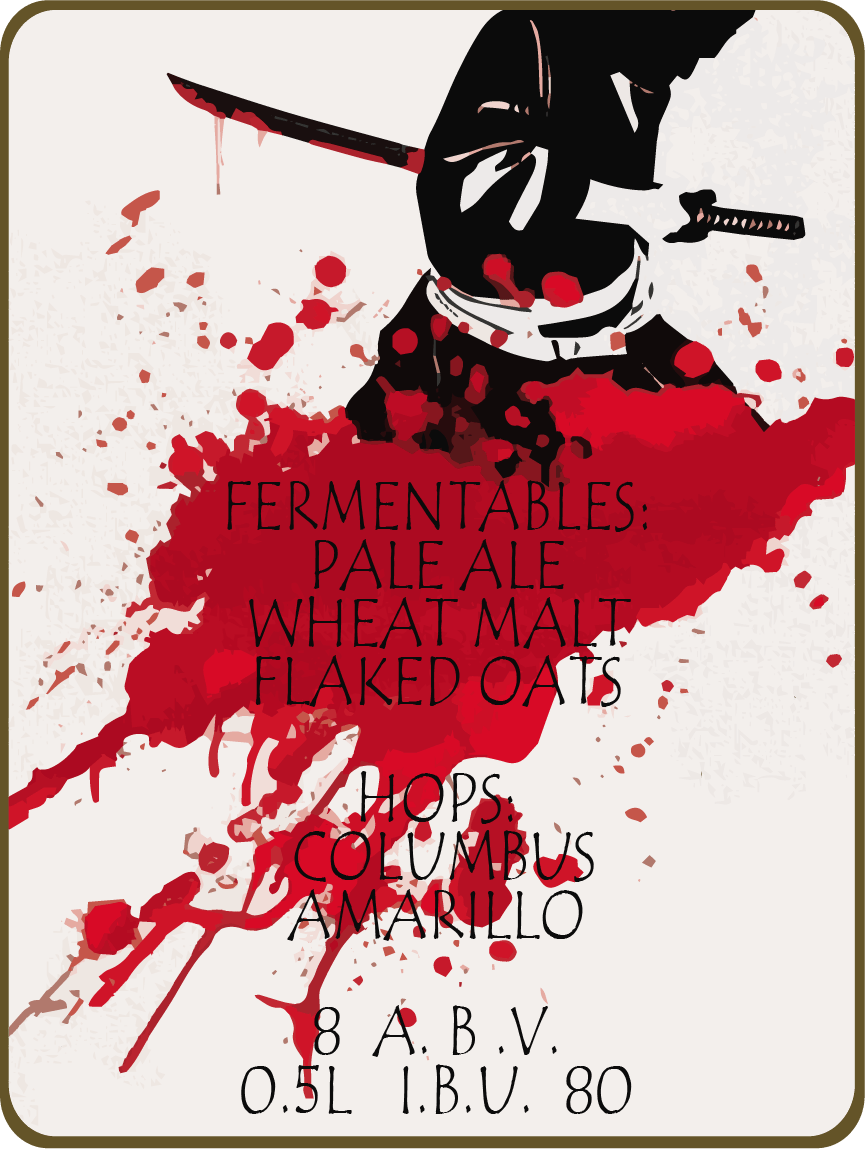 FERMENTABLES:
PALE ALE
WHEAT MALT
FLAKED OATS
HOPS:
COLUMBUS
AMARILLO
8 A. B .V.
0.5L I.B.U. 80